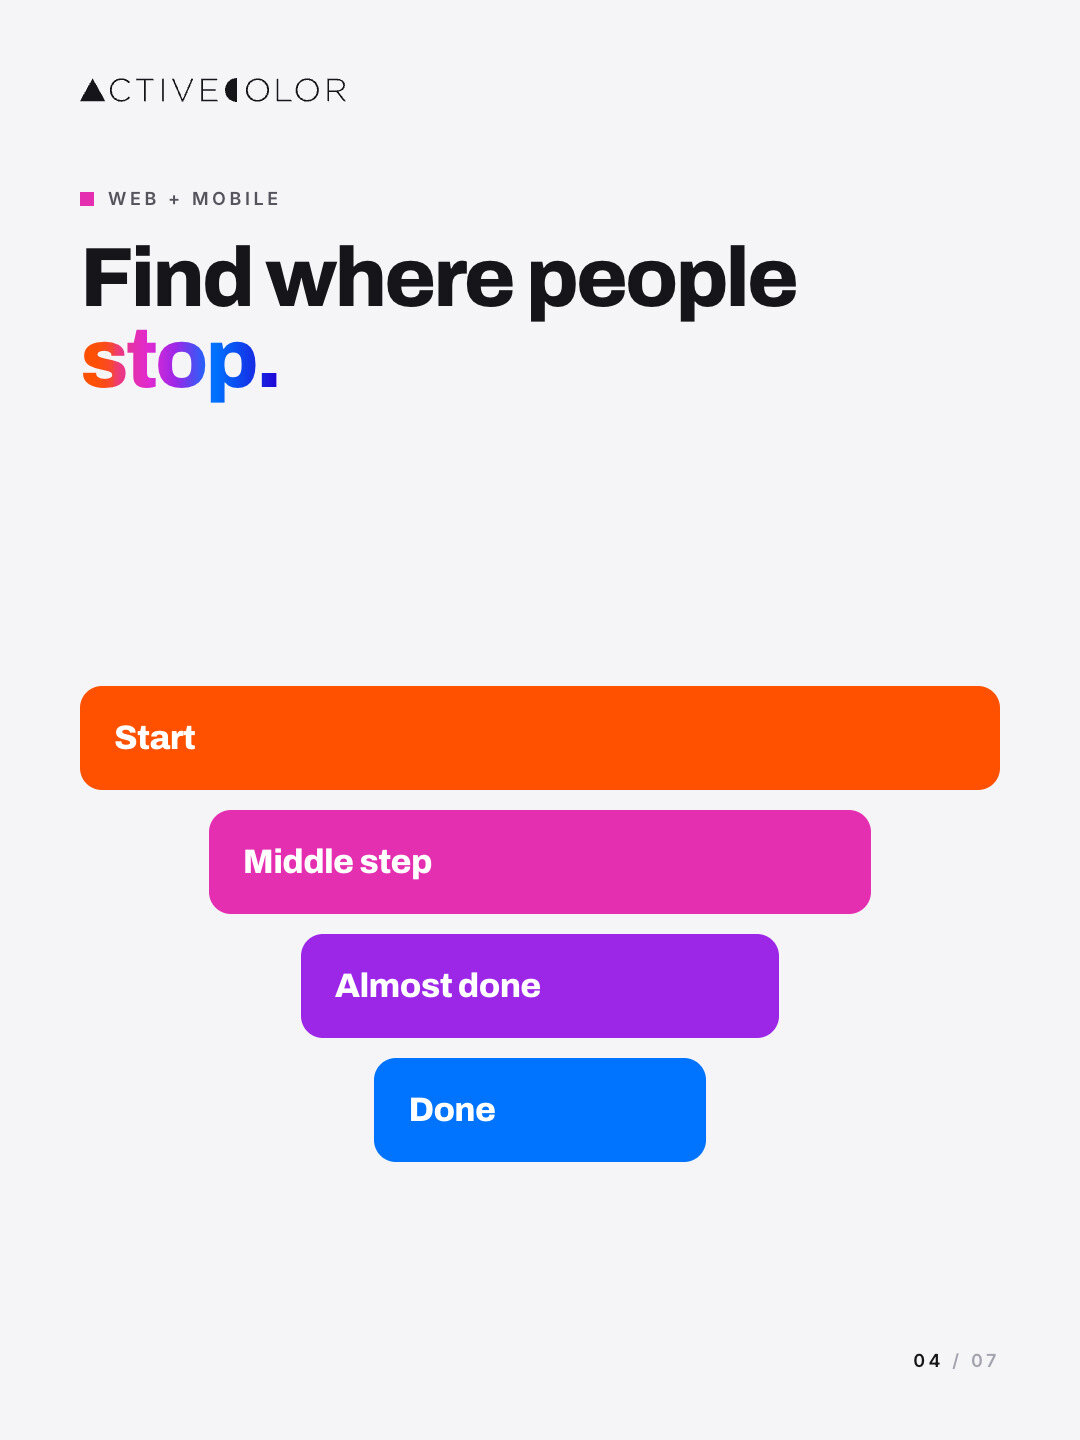 ACTIVECOLOR
WEB + MOBILE
Find where people
stop.
Start
Middle step
Almost done
Done
04 / 07